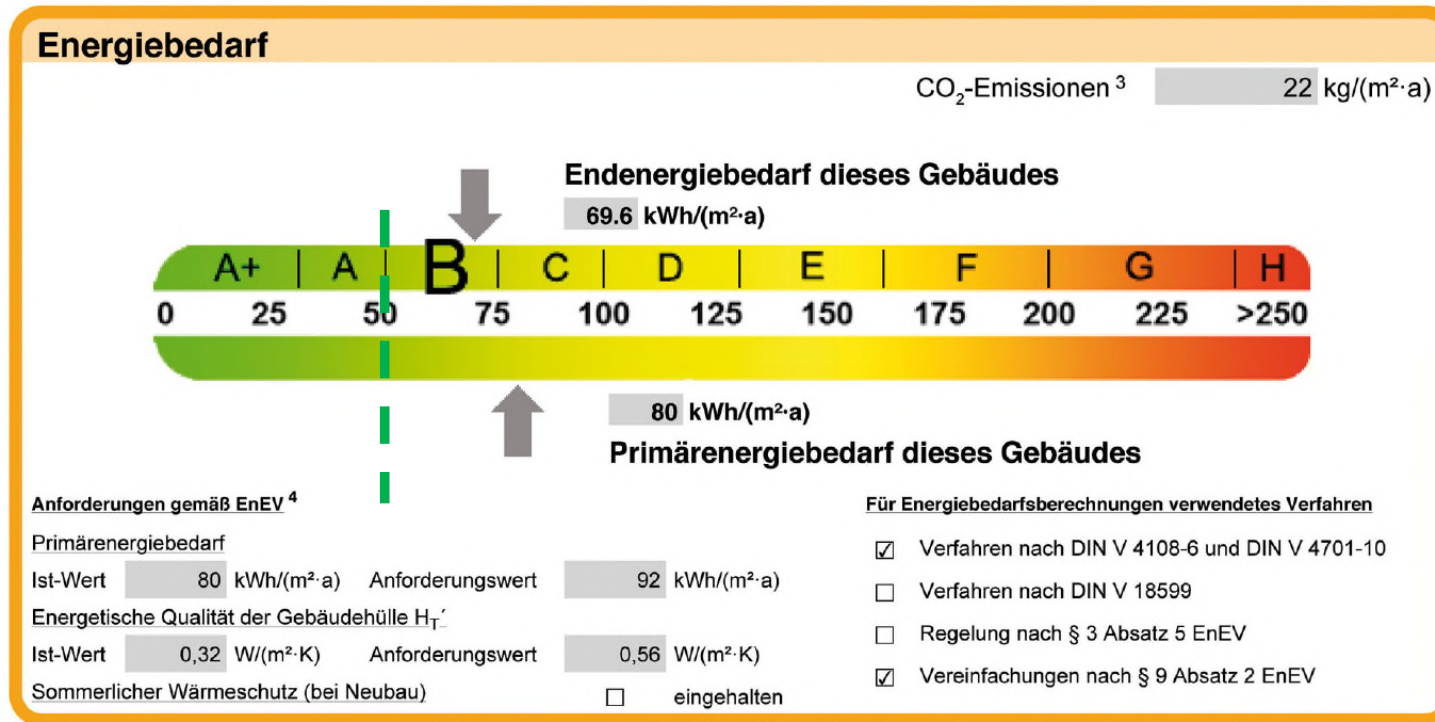 Energiebedarf
CO₂-Emissionen ³ 22 kg/(m²·a)
Endenergiebedarf dieses Gebäudes
69.6 kWh/(m²·a)
A+ A B C D E F G H
0 25 50 75 100 125 150 175 200 225 >250
80 kWh/(m²·a)
Primärenergiebedarf dieses Gebäudes
Anforderungen gemäß EnEV ⁴
Primärenergiebedarf
Ist-Wert 80 kWh/(m²·a) Anforderungswert 92 kWh/(m²·a)
Energetische Qualität der Gebäudehülle H_T´
Ist-Wert 0,32 W/(m²·K) Anforderungswert 0,56 W/(m²·K)
Sommerlicher Wärmeschutz (bei Neubau) ☐ eingehalten
Für Energiebedarfsberechnungen verwendetes Verfahren
☑ Verfahren nach DIN V 4108-6 und DIN V 4701-10
☐ Verfahren nach DIN V 18599
☐ Regelung nach § 3 Absatz 5 EnEV
☑ Vereinfachungen nach § 9 Absatz 2 EnEV